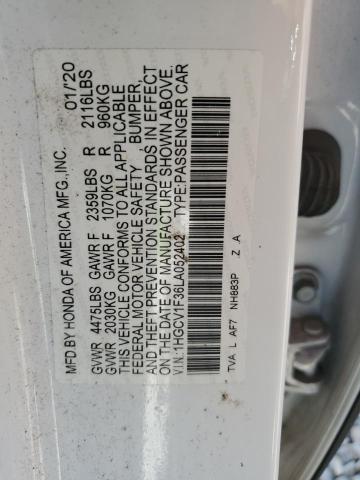 MFD.BY HONDA OF AMERICA MFG.,INC. 01/'20
GVWR 4475LBS GAWR F 2359LBS R 2116LBS
GVWR 2030KG GAWR F 1070KG R 960KG
THIS VEHICLE CONFORMS TO ALL APPLICABLE
FEDERAL MOTOR VEHICLE SAFETY BUMPER,
AND THEFT PREVENTION STANDARDS IN EFFECT
ON THE DATE OF MANUFACTURE SHOWN ABOVE.
V.I.N.:1HGCV1F36LA052402 TYPE:PASSENGER CAR
TVA L AF7 NH883P Z A